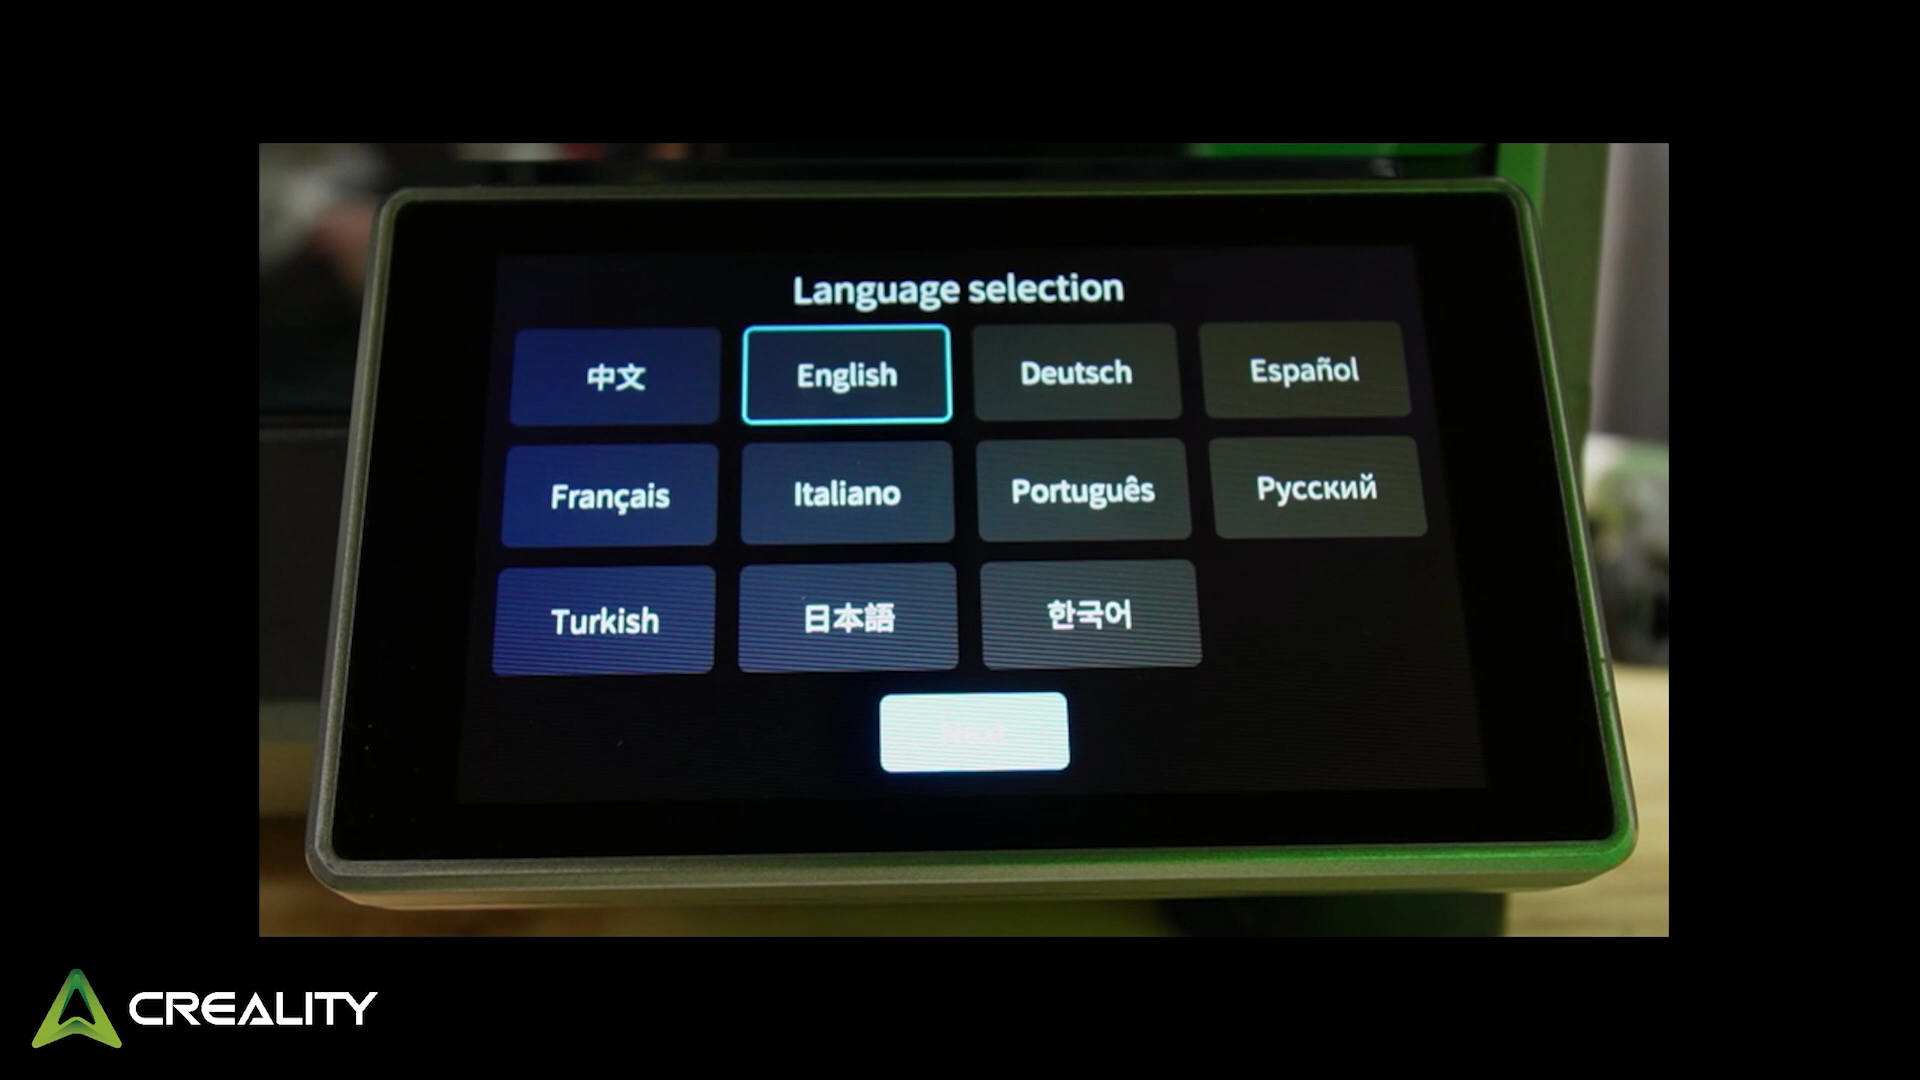 Language selection
中文
English
Deutsch
Español
Français
Italiano
Português
Русский
Turkish
日本語
한국어
Next
CREALITY